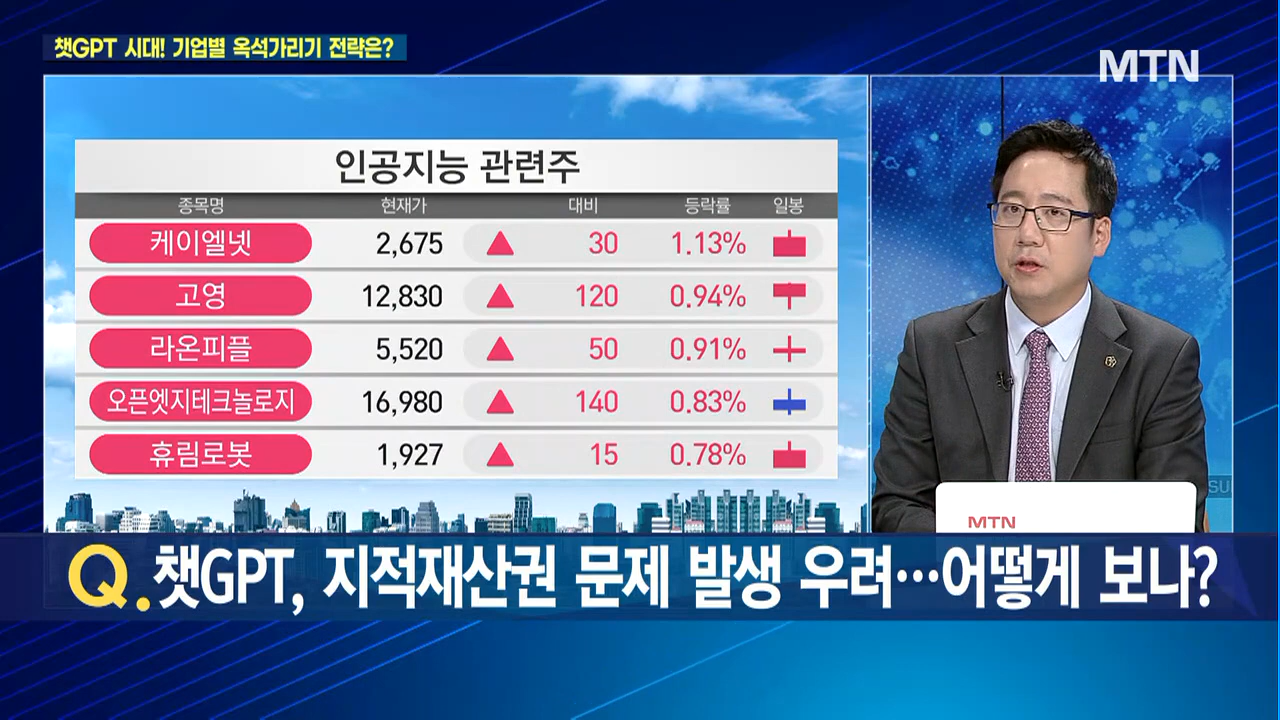 챗GPT 시대! 기업별 옥석가리기 전략은?
MTN
인공지능 관련주
종목명 현재가 대비 등락률 일봉
케이엘넷 2,675 ▲ 30 1.13%
고영 12,830 ▲ 120 0.94%
라온피플 5,520 ▲ 50 0.91%
오픈엣지테크놀로지 16,980 ▲ 140 0.83%
휴림로봇 1,927 ▲ 15 0.78%
SU
MTN
Q.챗GPT, 지적재산권 문제 발생 우려…어떻게 보나?